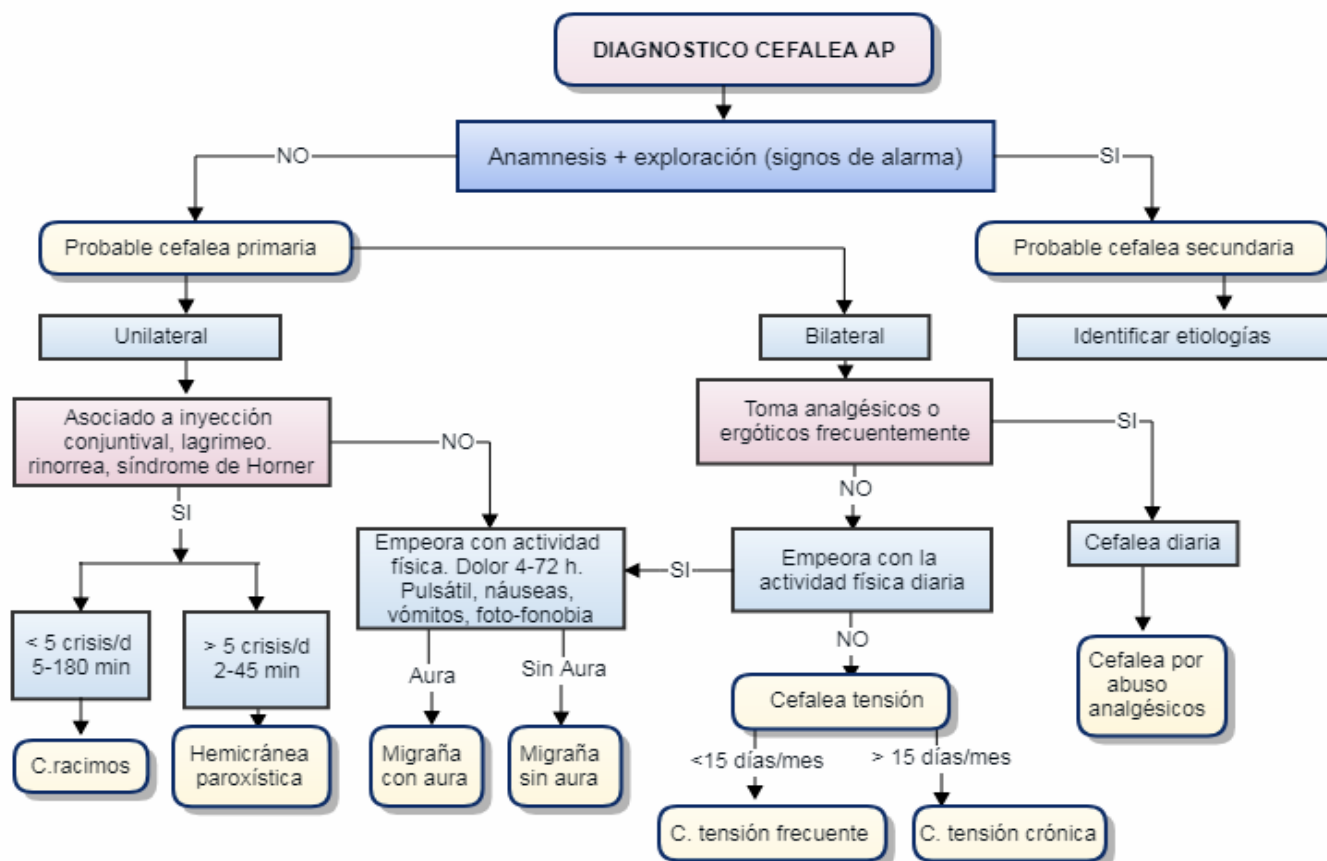 DIAGNOSTICO CEFALEA AP
NO
Anamnesis + exploración (signos de alarma)
SI
Probable cefalea primaria
Probable cefalea secundaria
Unilateral
Bilateral
Identificar etiologías
Asociado a inyección
conjuntival, lagrimeo.
rinorrea, síndrome de Horner
NO
Toma analgésicos o
ergóticos frecuentemente
SI
SI
NO
Empeora con actividad
física. Dolor 4-72 h.
Pulsátil, náuseas,
vómitos, foto-fonobia
SI
Empeora con la
actividad física diaria
Cefalea diaria
< 5 crisis/d
5-180 min
> 5 crisis/d
2-45 min
Aura
Sin Aura
NO
Cefalea tensión
Cefalea por
abuso
analgésicos
C.racimos
Hemicránea
paroxística
Migraña
con aura
Migraña
sin aura
<15 días/mes
> 15 días/mes
C. tensión frecuente
C. tensión crónica